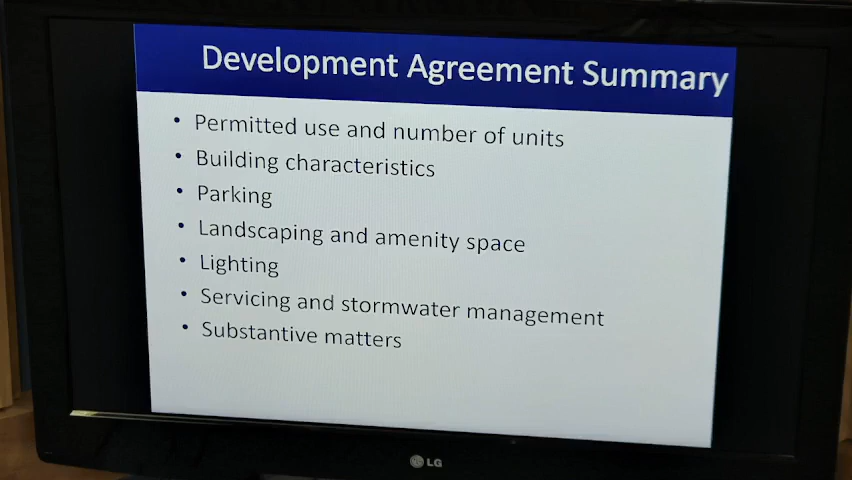 Development Agreement Summary
• Permitted use and number of units
• Building characteristics
• Parking
• Landscaping and amenity space
• Lighting
• Servicing and stormwater management
• Substantive matters
LG